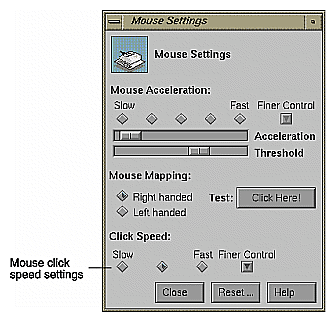 Mouse Settings
Mouse Settings
Mouse Acceleration:
Slow Fast Finer Control
Acceleration
Threshold
Mouse Mapping:
Right handed Test: Click Here!
Left handed
Click Speed:
Slow Fast Finer Control
Mouse click
speed settings
Close Reset ... Help